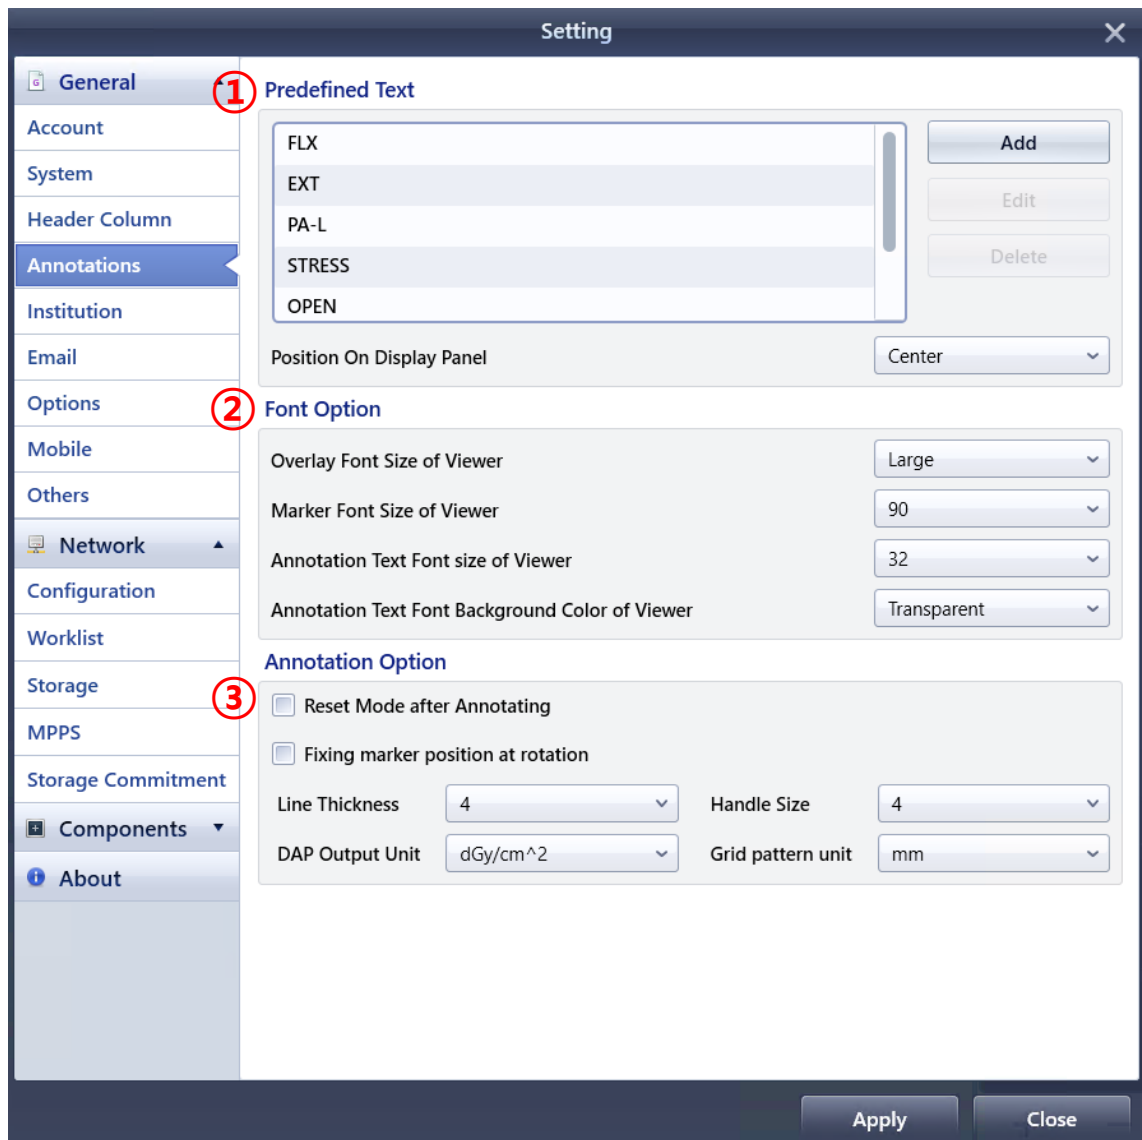 Setting
General
Account
System
Header Column
Annotations
Institution
Email
Options
Mobile
Others
Network
Configuration
Worklist
Storage
MPPS
Storage Commitment
Components
About
① Predefined Text
FLX
EXT
PA-L
STRESS
OPEN
Add
Edit
Delete
Position On Display Panel Center
② Font Option
Overlay Font Size of Viewer Large
Marker Font Size of Viewer 90
Annotation Text Font size of Viewer 32
Annotation Text Font Background Color of Viewer Transparent
Annotation Option
③ Reset Mode after Annotating
Fixing marker position at rotation
Line Thickness 4 Handle Size 4
DAP Output Unit dGy/cm^2 Grid pattern unit mm
Apply Close